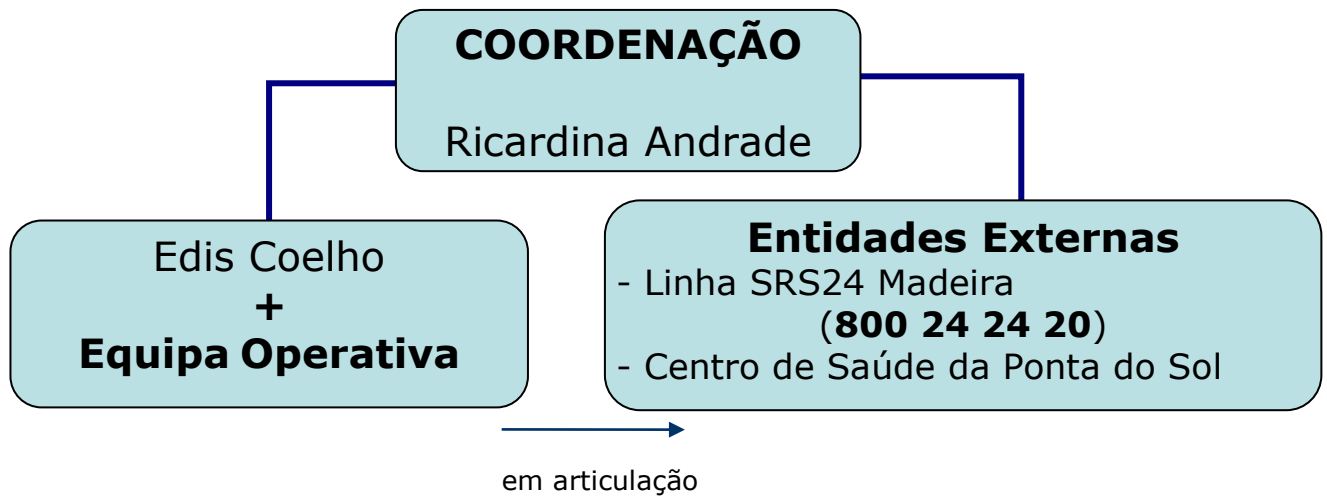 COORDENAÇÃO
Ricardina Andrade
Edis Coelho
+
Equipa Operativa
Entidades Externas
- Linha SRS24 Madeira
(800 24 24 20)
- Centro de Saúde da Ponta do Sol
em articulação